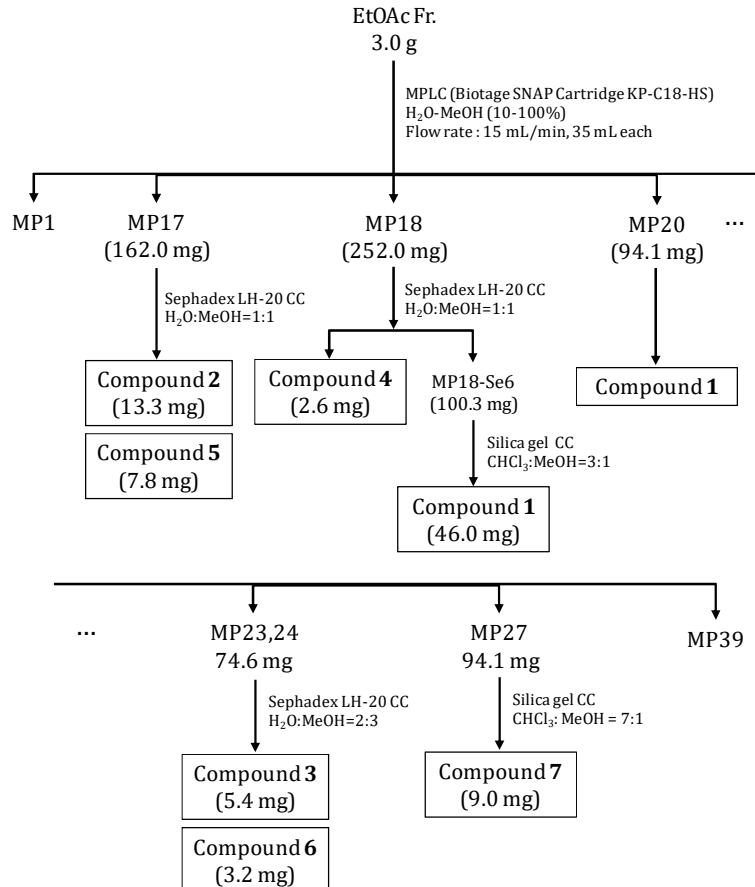 EtOAc Fr.
3.0 g
MPLC (Biotage SNAP Cartridge KP-C18-HS)
H₂O-MeOH (10-100%)
Flow rate : 15 mL/min, 35 mL each
MP1
MP17
(162.0 mg)
MP18
(252.0 mg)
MP20
(94.1 mg)
...
Sephadex LH-20 CC
H₂O:MeOH=1:1
Sephadex LH-20 CC
H₂O:MeOH=1:1
Compound 2
(13.3 mg)
Compound 5
(7.8 mg)
Compound 4
(2.6 mg)
MP18-Se6
(100.3 mg)
Compound 1
Silica gel CC
CHCl₃:MeOH=3:1
Compound 1
(46.0 mg)
...
MP23,24
74.6 mg
MP27
94.1 mg
MP39
Sephadex LH-20 CC
H₂O:MeOH=2:3
Silica gel CC
CHCl₃: MeOH = 7:1
Compound 3
(5.4 mg)
Compound 6
(3.2 mg)
Compound 7
(9.0 mg)